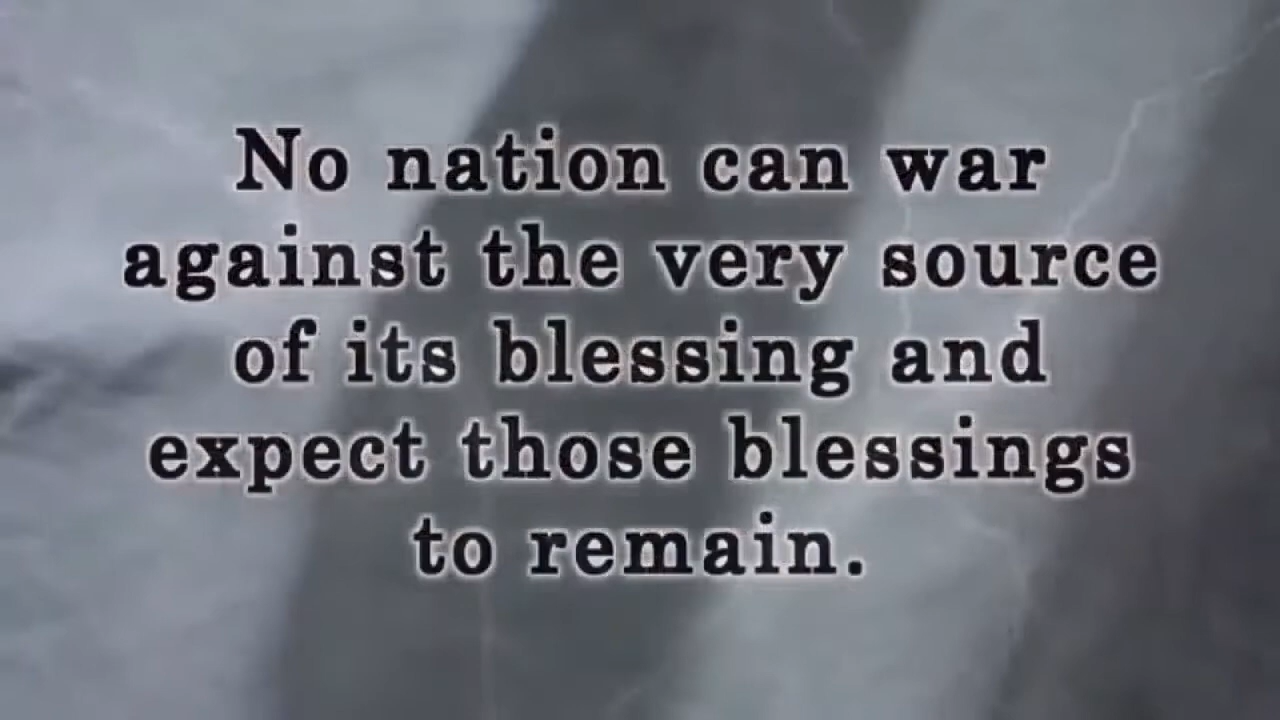 No nation can war
against the very source
of its blessing and
expect those blessings
to remain.